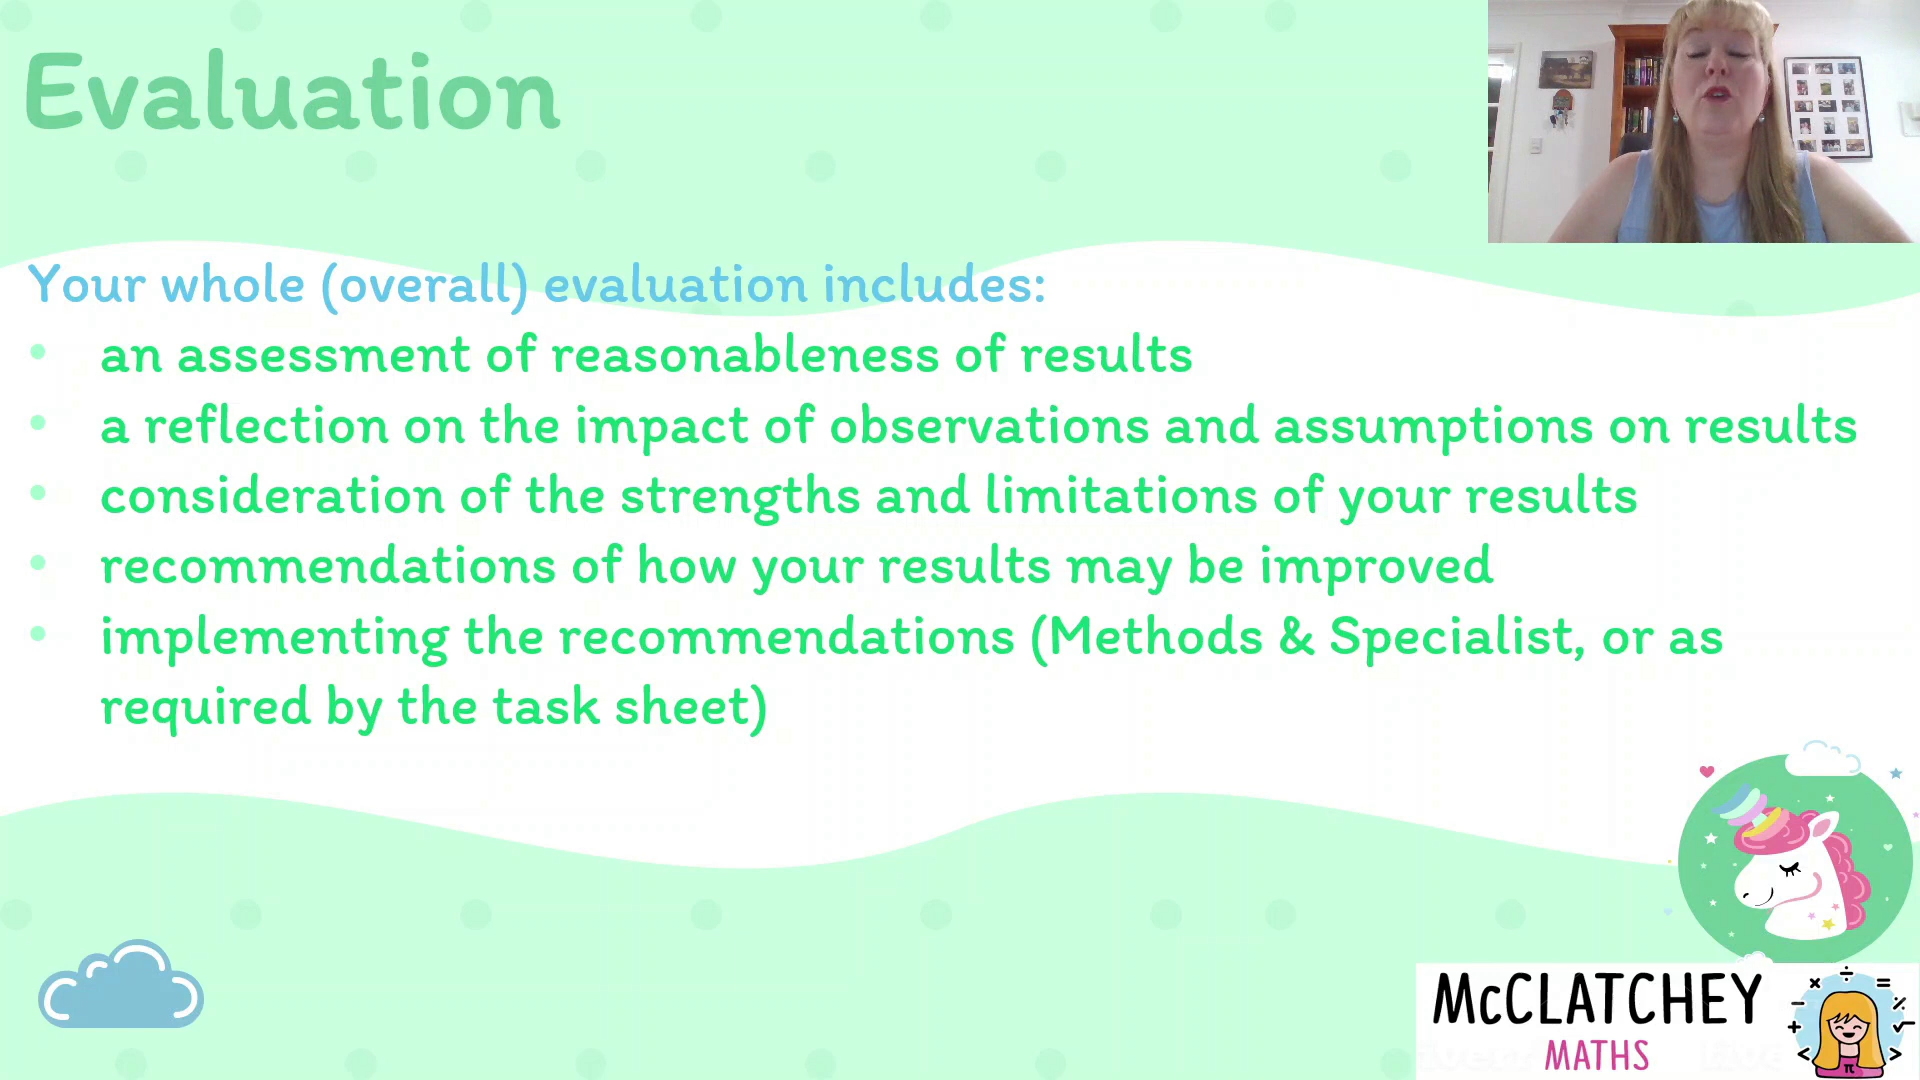 Evaluation
Your whole (overall) evaluation includes:
• an assessment of reasonableness of results
• a reflection on the impact of observations and assumptions on results
• consideration of the strengths and limitations of your results
• recommendations of how your results may be improved
• implementing the recommendations (Methods & Specialist, or as
required by the task sheet)
McCLATCHEY
MATHS